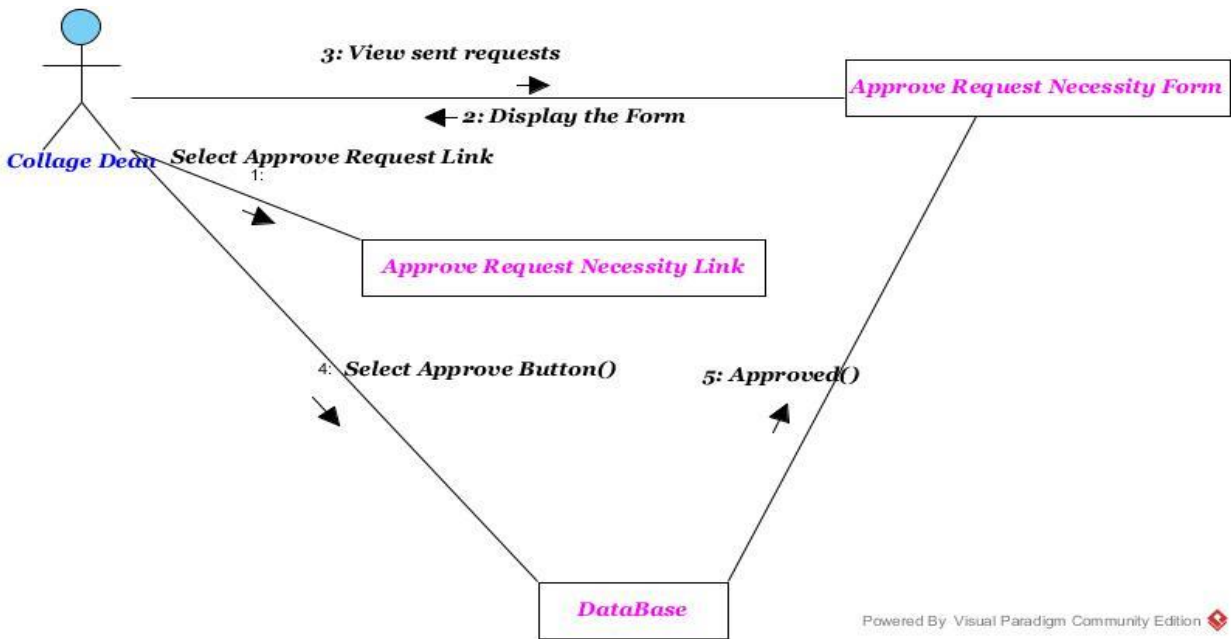 3: View sent requests
Approve Request Necessity Form
2: Display the Form
Collage Dean
Select Approve Request Link
1:
Approve Request Necessity Link
4: Select Approve Button()
5: Approved()
DataBase
Powered By Visual Paradigm Community Edition